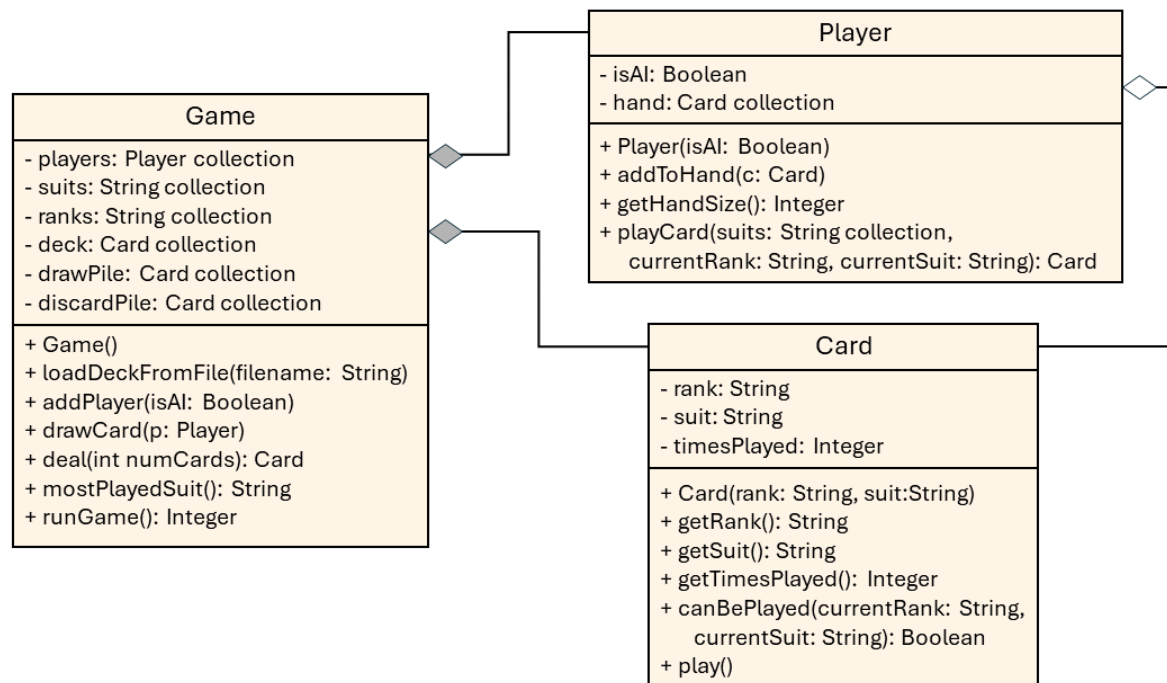 Game
- players: Player collection
- suits: String collection
- ranks: String collection
- deck: Card collection
- drawPile: Card collection
- discardPile: Card collection
+ Game()
+ loadDeckFromFile(filename: String)
+ addPlayer(isAI: Boolean)
+ drawCard(p: Player)
+ deal(int numCards): Card
+ mostPlayedSuit(): String
+ runGame(): Integer
Player
- isAI: Boolean
- hand: Card collection
+ Player(isAI: Boolean)
+ addToHand(c: Card)
+ getHandSize(): Integer
+ playCard(suits: String collection,
currentRank: String, currentSuit: String): Card
Card
- rank: String
- suit: String
- timesPlayed: Integer
+ Card(rank: String, suit:String)
+ getRank(): String
+ getSuit(): String
+ getTimesPlayed(): Integer
+ canBePlayed(currentRank: String,
currentSuit: String): Boolean
+ play()